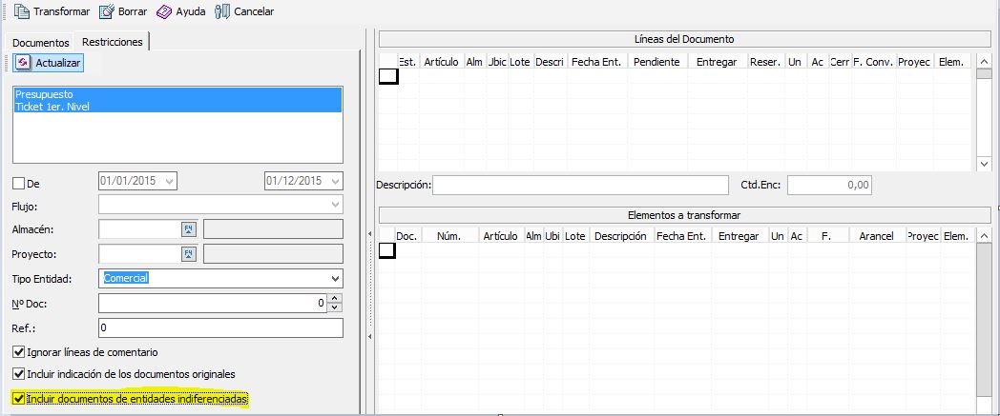 Transformar Borrar Ayuda Cancelar
Documentos Restricciones
Actualizar
Presupuesto
Ticket 1er. Nivel
De 01/01/2015 01/12/2015
Flujo:
Almacén: F4
Proyecto: F4
Tipo Entidad: Comercial
Nº Doc: 0
Ref.: 0
Ignorar líneas de comentario
Incluir indicación de los documentos originales
Incluir documentos de entidades indiferenciadas
Líneas del Documento
Est. Artículo Alm Ubic Lote Descri Fecha Ent. Pendiente Entregar Reser. Un Ac Cerr F. Conv. Proyec Elem.
Descripción: Ctd.Enc: 0,00
Elementos a transformar
Doc. Núm. Artículo Alm Ubi Lote Descripción Fecha Ent. Entregar Un Ac F. Arancel Proyec Elem.